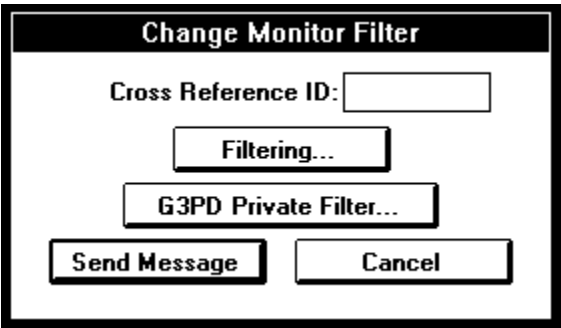 Change Monitor Filter
Cross Reference ID:
Filtering...
G3PD Private Filter...
Send Message Cancel